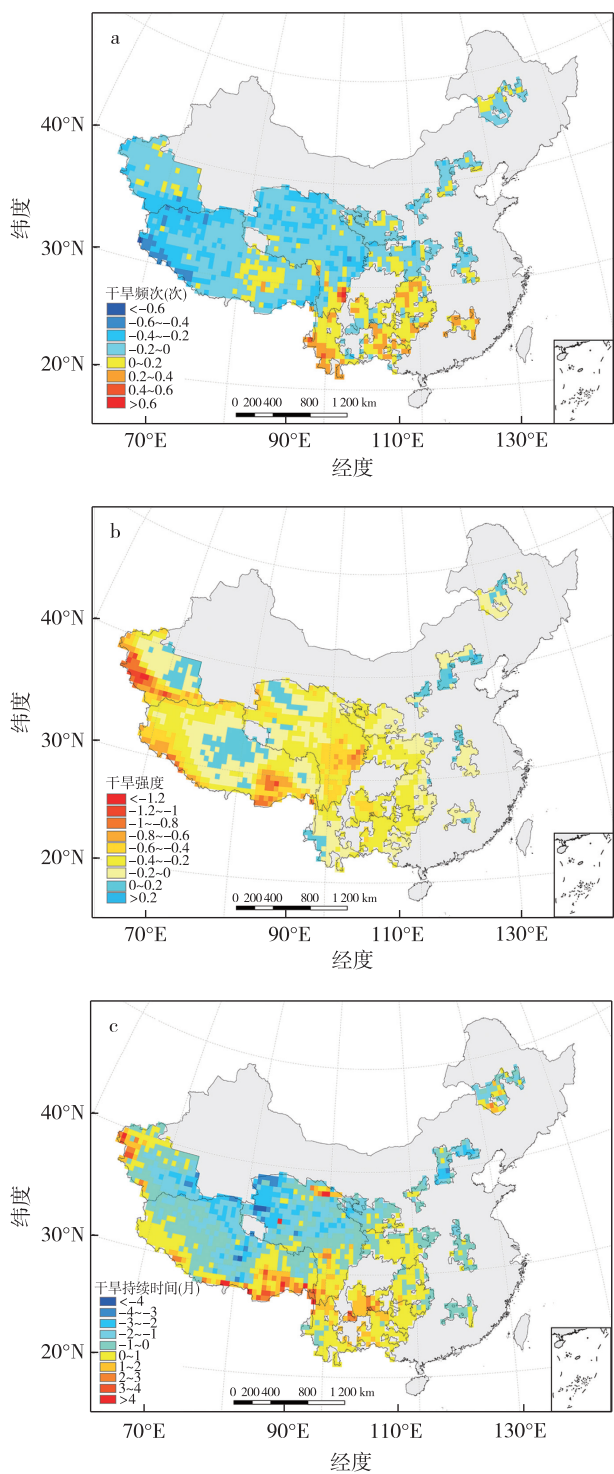 a
40°N
30°N
20°N
纬度
干旱频次(次)
<-0.6
-0.6~-0.4
-0.4~-0.2
-0.2~0
0~0.2
0.2~0.4
0.4~0.6
>0.6
0 200 400 800 1 200 km
70°E 90°E 110°E 130°E
经度
b
40°N
30°N
20°N
纬度
干旱强度
<-1.2
-1.2~-1
-1~-0.8
-0.8~-0.6
-0.6~-0.4
-0.4~-0.2
-0.2~0
0~0.2
>0.2
0 200 400 800 1 200 km
70°E 90°E 110°E 130°E
经度
c
40°N
30°N
20°N
纬度
干旱持续时间(月)
<-4
-4~-3
-3~-2
-2~-1
-1~0
0~1
1~2
2~3
3~4
>4
0 200 400 800 1 200 km
70°E 90°E 110°E 130°E
经度